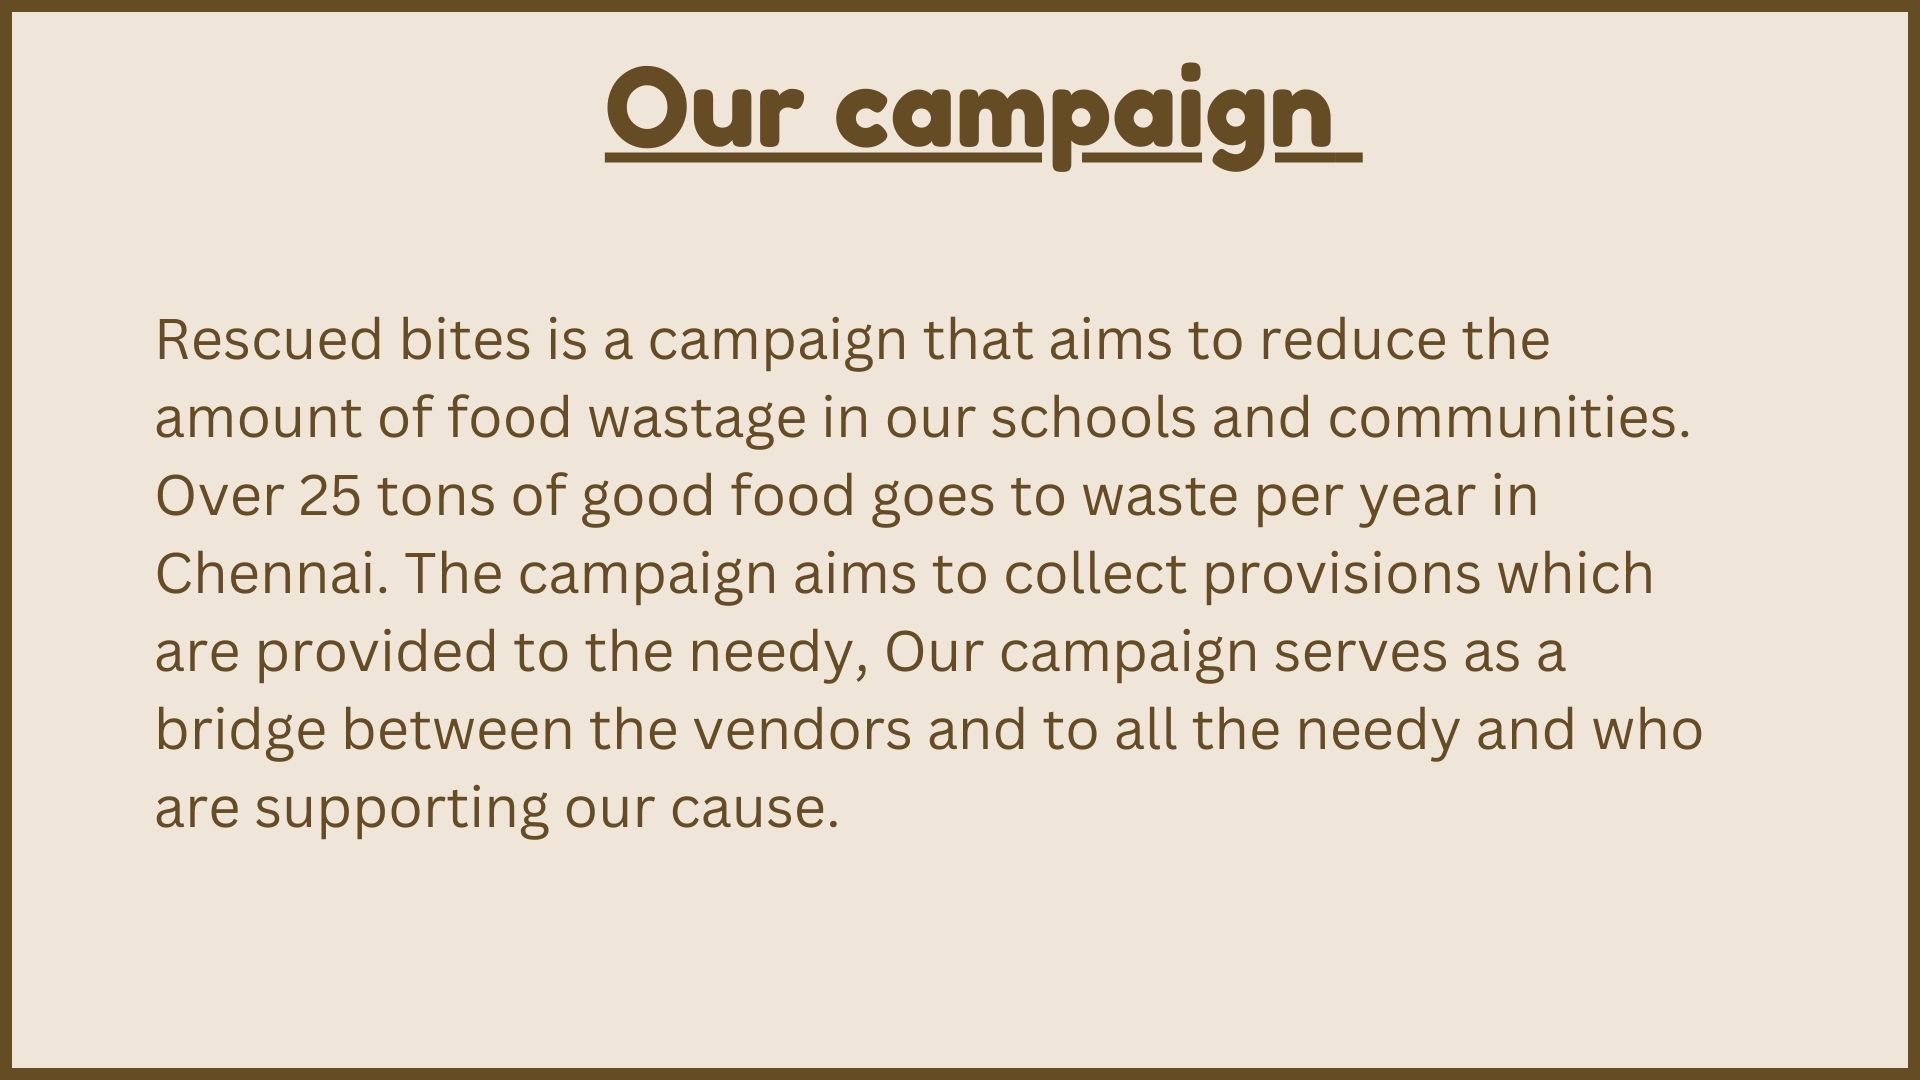 Our campaign
Rescued bites is a campaign that aims to reduce the
amount of food wastage in our schools and communities.
Over 25 tons of good food goes to waste per year in
Chennai. The campaign aims to collect provisions which
are provided to the needy, Our campaign serves as a
bridge between the vendors and to all the needy and who
are supporting our cause.